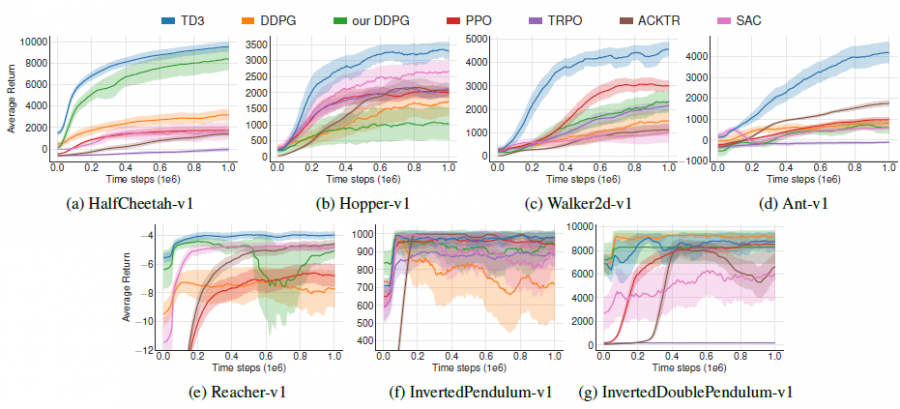 TD3 DDPG our DDPG PPO TRPO ACKTR SAC
Average Return
10000
8000
6000
4000
2000
0
0.0 0.2 0.4 0.6 0.8 1.0
Time steps (1e6)
(a) HalfCheetah-v1
3500
3000
2500
2000
1500
1000
500
0
0.0 0.2 0.4 0.6 0.8 1.0
Time steps (1e6)
(b) Hopper-v1
5000
4000
3000
2000
1000
0
0.0 0.2 0.4 0.6 0.8 1.0
Time steps (1e6)
(c) Walker2d-v1
4000
3000
2000
1000
0
1000
0.0 0.2 0.4 0.6 0.8 1.0
Time steps (1e6)
(d) Ant-v1
Average Return
−4
−6
−8
−10
−12
0.0 0.2 0.4 0.6 0.8 1.0
Time steps (1e6)
(e) Reacher-v1
1000
900
800
700
600
500
400
0.0 0.2 0.4 0.6 0.8 1.0
Time steps (1e6)
(f) InvertedPendulum-v1
10000
8000
6000
4000
2000
0
0.0 0.2 0.4 0.6 0.8 1.0
Time steps (1e6)
(g) InvertedDoublePendulum-v1